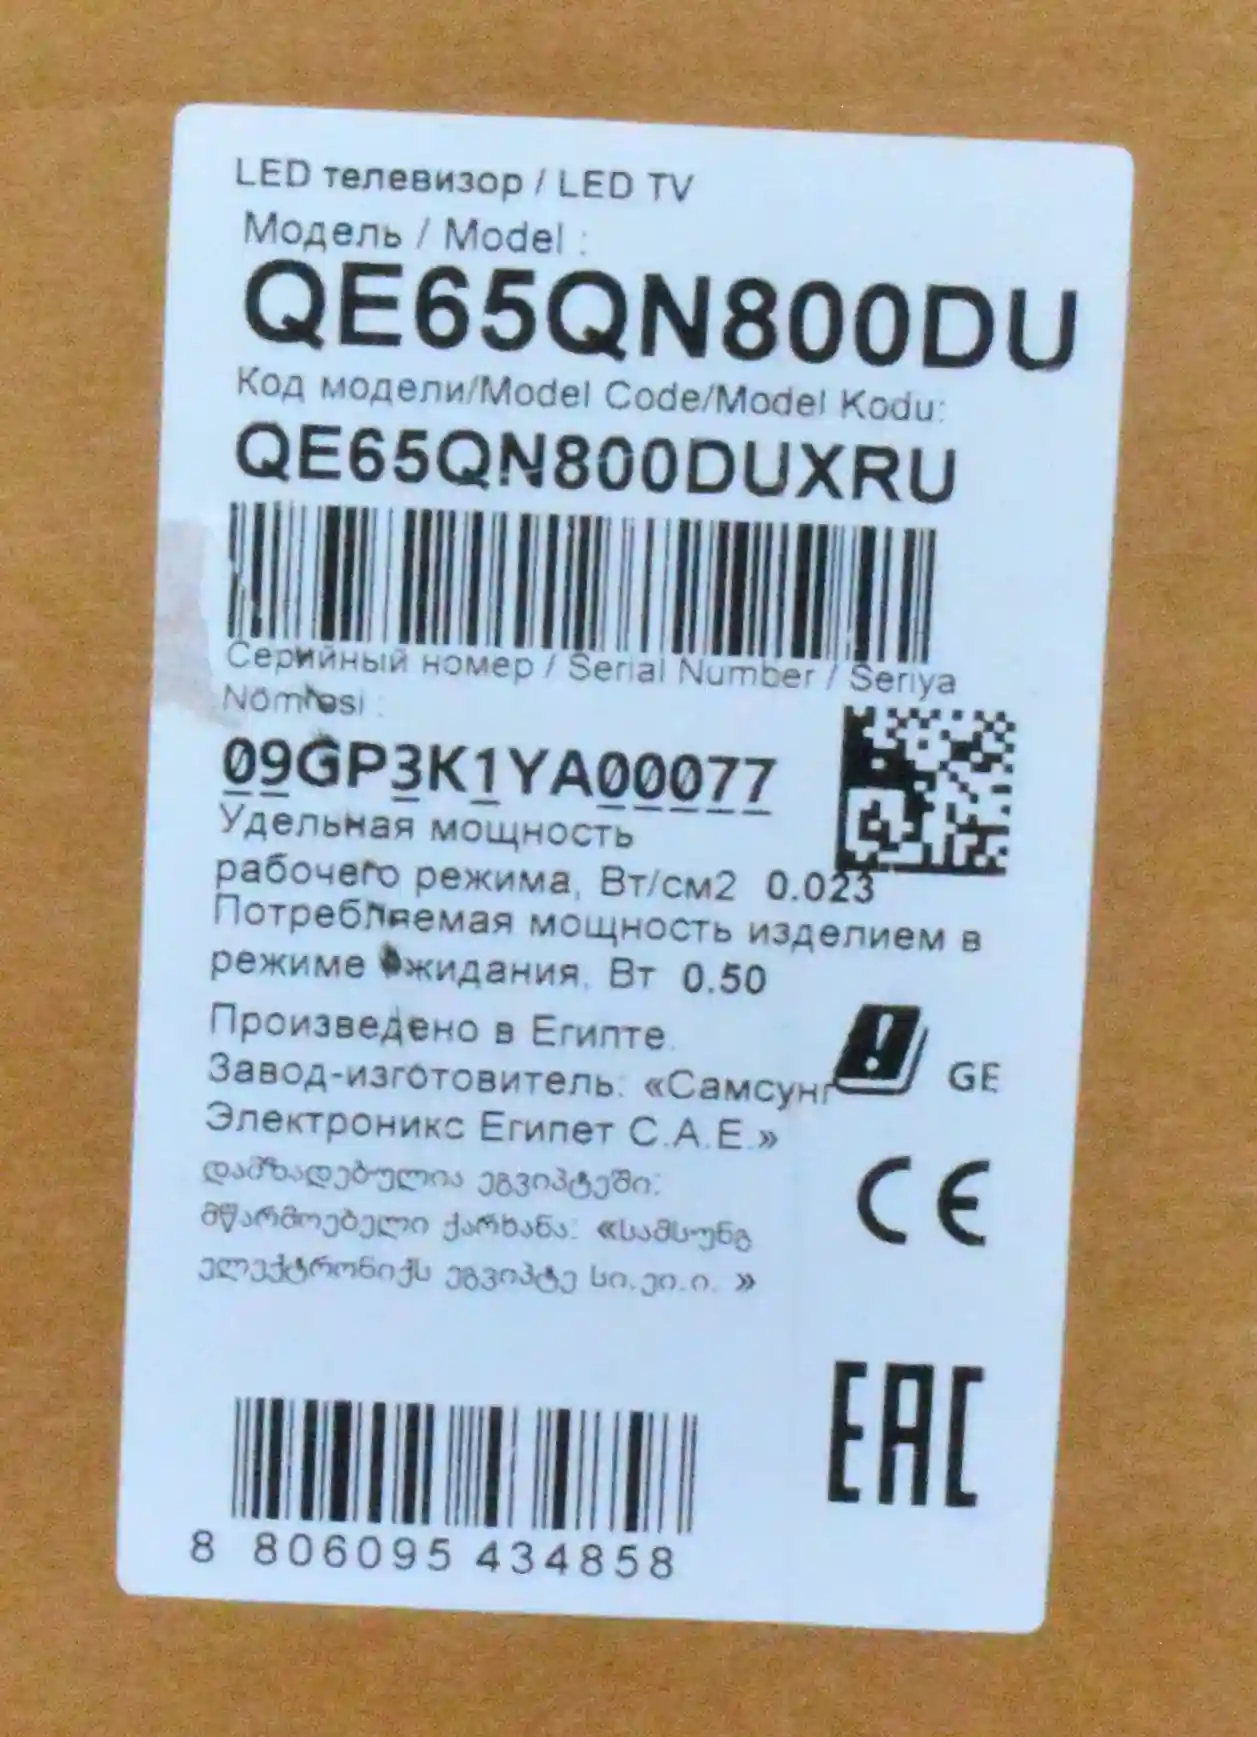 LED телевизор / LED TV
Модель / Model :
QE65QN800DU
Код модели/Model Code/Model Kodu:
QE65QN800DUXRU
Серийный номер / Serial Number / Seriya
Nömrəsi :
09GP3K1YA00077
Удельная мощность
рабочего режима, Вт/см2 0.023
Потребляемая мощность изделием в
режиме ожидания, Вт 0.50
Произведено в Египте.
Завод-изготовитель: «Самсунг
Электроникс Египет С.А.Е.»
GE
დამზადებულია ეგვიპტეში:
მწარმოებელი ქარხანა: «სამსუნგ
ელექტრონიქს ეგვიპტე სი.ეი.ი. »
CE
EAC
8 806095 434858